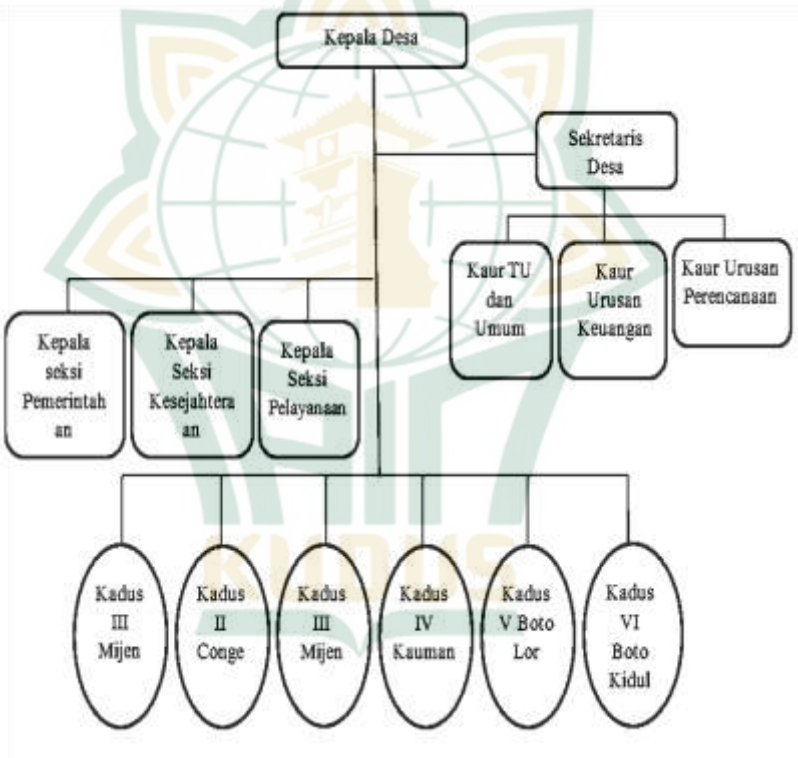 Kepala Desa
Sekretaris
Desa
Kaur TU
dan
Umum
Kaur
Urusan
Keuangan
Kaur Urusan
Perencanaan
Kepala
seksi
Pemerintah
an
Kepala
Seksi
Kesejahtera
an
Kepala
Seksi
Pelayanaan
Kadus
III
Mijen
Kadus
II
Conge
Kadus
III
Mijen
Kadus
IV
Kauman
Kadus
V Boto
Lor
Kadus
VI
Boto
Kidul
KUDUS